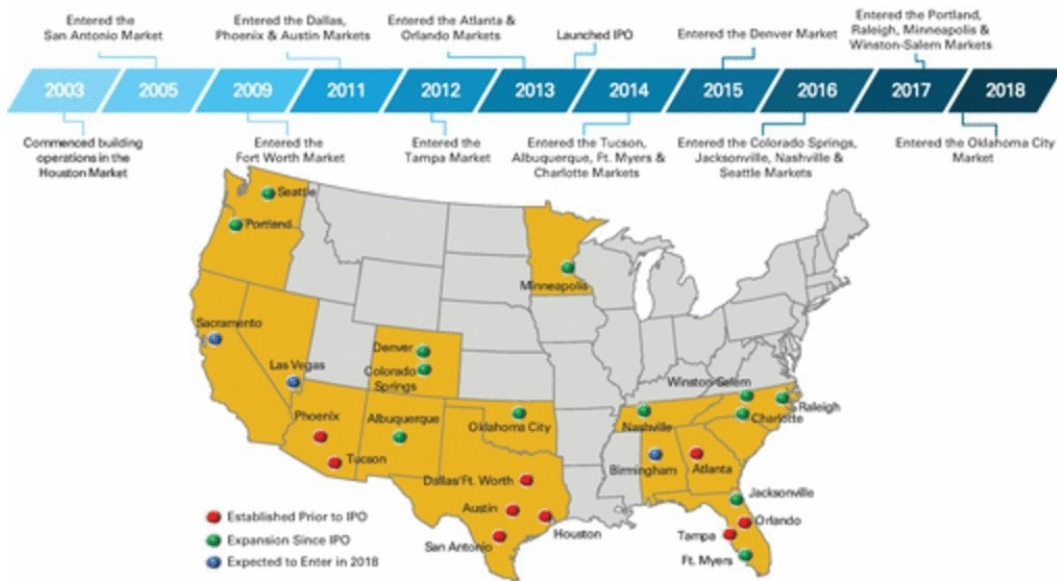 Entered the
San Antonio Market
Entered the Dallas,
Phoenix & Austin Markets
Entered the Atlanta &
Orlando Markets
Launched IPO
Entered the Denver Market
Entered the Portland,
Raleigh, Minneapolis &
Winston-Salem Markets
2003
2005
2009
2011
2012
2013
2014
2015
2016
2017
2018
Commenced building
operations in the
Houston Market
Entered the
Fort Worth Market
Entered the
Tampa Market
Entered the Tucson,
Albuquerque, Ft. Myers &
Charlotte Markets
Entered the Colorado Springs,
Jacksonville, Nashville &
Seattle Markets
Entered the Oklahoma City
Market
Seattle
Portland
Minneapolis
Sacramento
Las Vegas
Denver
Colorado
Springs
Phoenix
Tucson
Albuquerque
Oklahoma City
Dallas/Ft. Worth
Austin
San Antonio
Houston
Winston-Salem
Raleigh
Charlotte
Nashville
Birmingham
Atlanta
Jacksonville
Orlando
Tampa
Ft. Myers
Established Prior to IPO
Expansion Since IPO
Expected to Enter in 2018